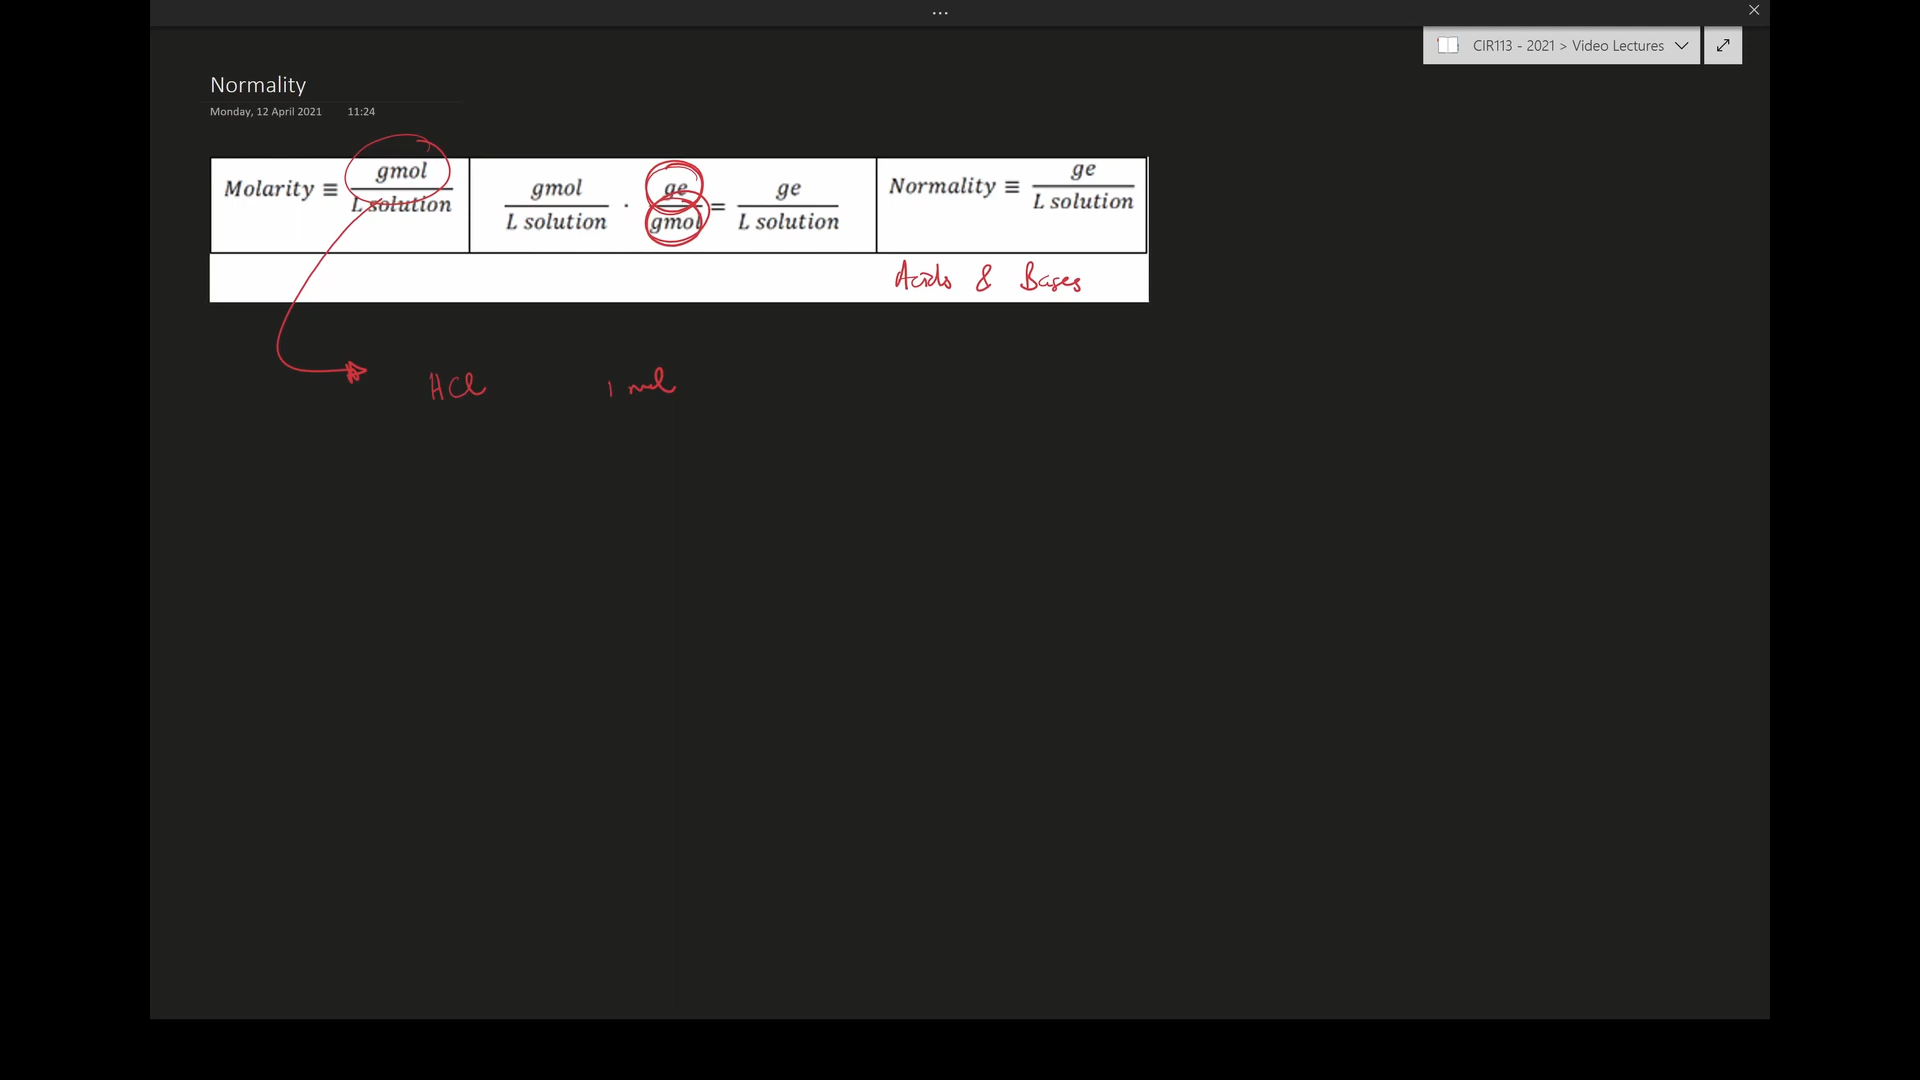 ...
CIR113 - 2021 > Video Lectures
Normality
Monday, 12 April 2021 11:24
Molarity ≡ gmol / L solution
gmol / L solution · ge / gmol = ge / L solution
Normality ≡ ge / L solution
Acids & Bases
HCl 1 mol